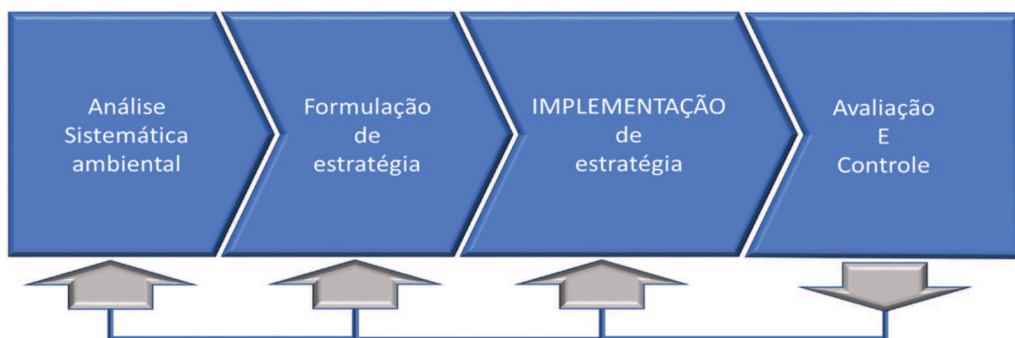 Análise
Sistemática
ambiental
Formulação
de
estratégia
IMPLEMENTAÇÃO
de
estratégia
Avaliação
E
Controle